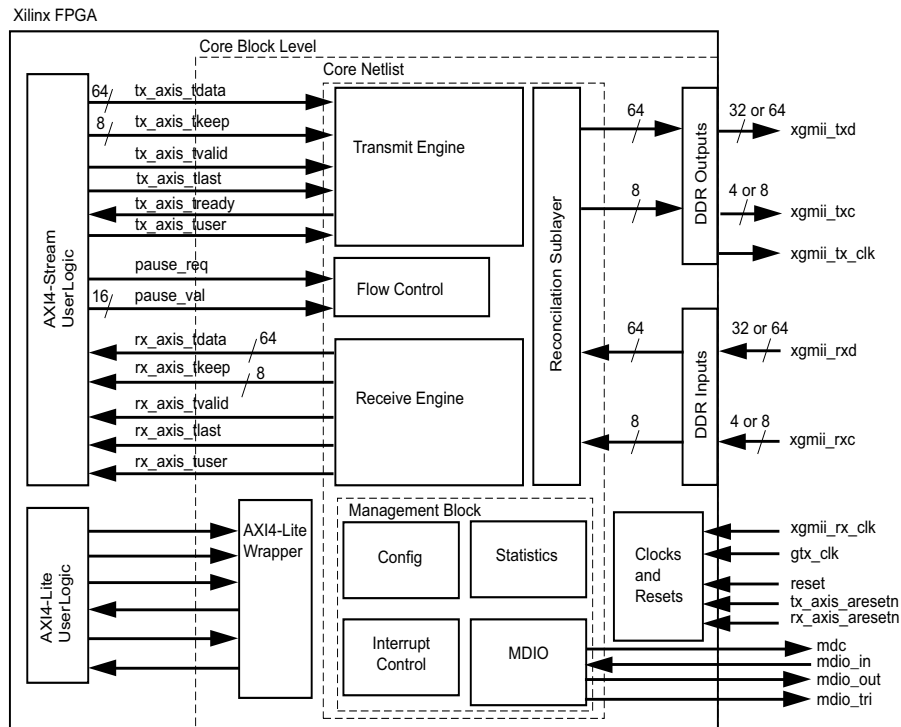 Xilinx FPGA
Core Block Level
Core Netlist
AXI4-Stream
UserLogic
64
tx_axis_tdata
8
tx_axis_tkeep
tx_axis_tvalid
tx_axis_tlast
tx_axis_tready
tx_axis_tuser
pause_req
16
pause_val
rx_axis_tdata
64
rx_axis_tkeep
8
rx_axis_tvalid
rx_axis_tlast
rx_axis_tuser
Transmit Engine
Flow Control
Receive Engine
Reconcilation Sublayer
64
8
64
8
DDR Outputs
32 or 64
xgmii_txd
4 or 8
xgmii_txc
xgmii_tx_clk
DDR Inputs
32 or 64
xgmii_rxd
4 or 8
xgmii_rxc
AXI4-Lite
UserLogic
AXI4-Lite
Wrapper
Management Block
Config
Statistics
Interrupt
Control
MDIO
Clocks
and
Resets
xgmii_rx_clk
gtx_clk
reset
tx_axis_aresetn
rx_axis_aresetn
mdc
mdio_in
mdio_out
mdio_tri